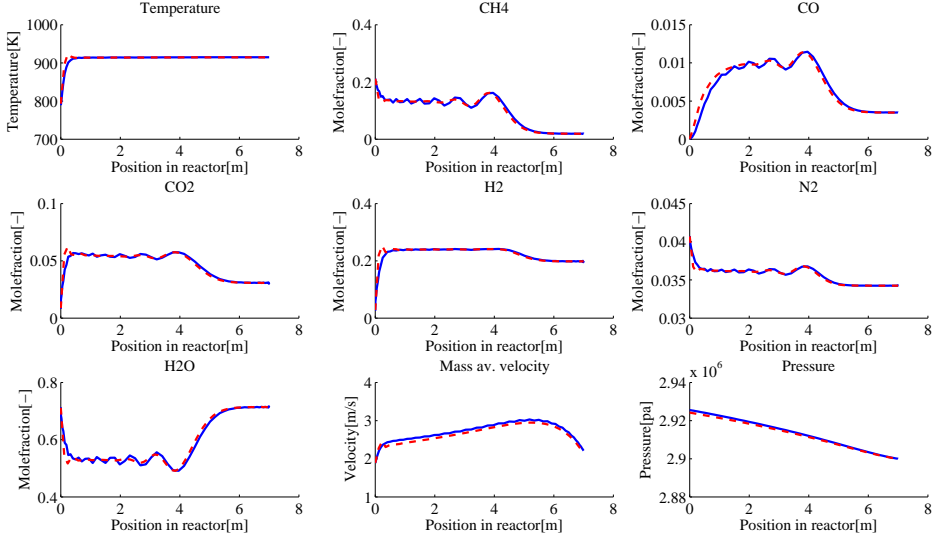 Temperature
Temperature[K]
1000
900
800
700
0 2 4 6 8
Position in reactor[m]
CH4
Molefraction[−]
0.4
0.2
0
0 2 4 6 8
Position in reactor[m]
CO
Molefraction[−]
0.015
0.01
0.005
0
0 2 4 6 8
Position in reactor[m]
CO2
Molefraction[−]
0.1
0.05
0
0 2 4 6 8
Position in reactor[m]
H2
Molefraction[−]
0.4
0.2
0
0 2 4 6 8
Position in reactor[m]
N2
Molefraction[−]
0.045
0.04
0.035
0.03
0 2 4 6 8
Position in reactor[m]
H2O
Molefraction[−]
0.8
0.6
0.4
0 2 4 6 8
Position in reactor[m]
Mass av. velocity
Velocity[m/s]
4
3
2
1
0 2 4 6 8
Position in reactor[m]
Pressure
x 10⁶
Pressure[pa]
2.94
2.92
2.9
2.88
0 2 4 6 8
Position in reactor[m]